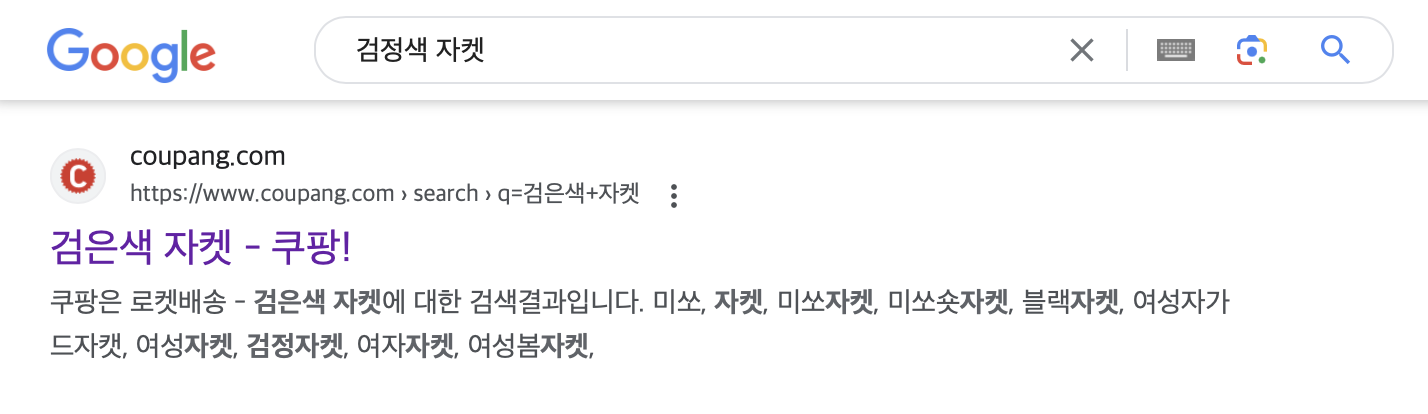 Google
검정색 자켓
C
coupang.com
https://www.coupang.com › search › q=검은색+자켓
검은색 자켓 - 쿠팡!
쿠팡은 로켓배송 - 검은색 자켓에 대한 검색결과입니다. 미쏘, 자켓, 미쏘자켓, 미쏘숏자켓, 블랙자켓, 여성자가
드자캣, 여성자켓, 검정자켓, 여자자켓, 여성봄자켓,